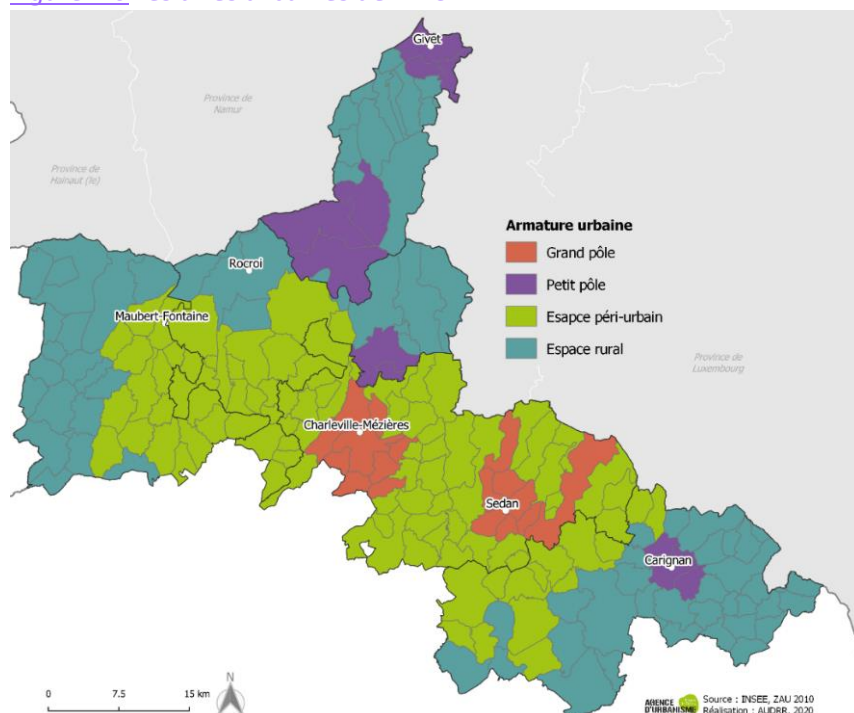 Givet
Province de
Namur
Province de
Hainaut (le)
Armature urbaine
Grand pôle
Petit pôle
Esapce péri-urbain
Espace rural
Rocroi
Maubert-Fontaine
Province de
Luxembourg
Charleville-Mézières
Sedan
Carignan
0 7.5 15 km
N
AGENCE
D'URBANISME
Source : INSEE, ZAU 2010
Réalisation : AUDRR, 2020